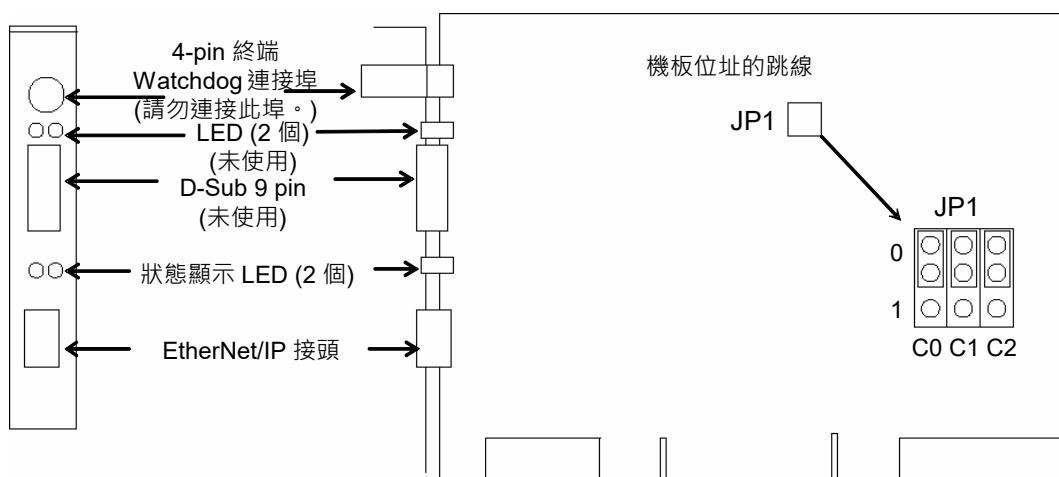 4-pin 終端
Watchdog 連接埠
(請勿連接此埠。)
LED (2 個)
(未使用)
D-Sub 9 pin
(未使用)
狀態顯示 LED (2 個)
EtherNet/IP 接頭
機板位址的跳線
JP1
JP1
0
1
C0 C1 C2